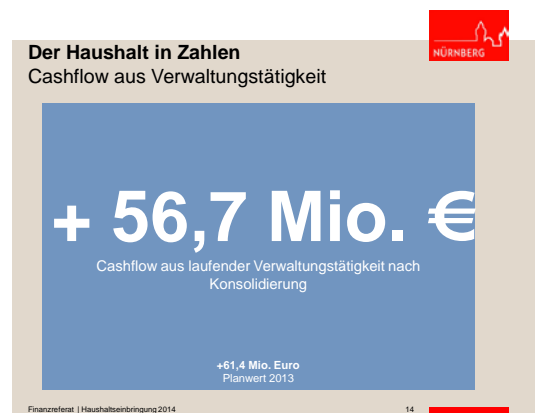 Der Haushalt in Zahlen
Cashflow aus Verwaltungstätigkeit
NÜRNBERG
+ 56,7 Mio. €
Cashflow aus laufender Verwaltungstätigkeit nach
Konsolidierung
+61,4 Mio. Euro
Planwert 2013
Finanzreferat | Haushaltseinbringung 2014
14